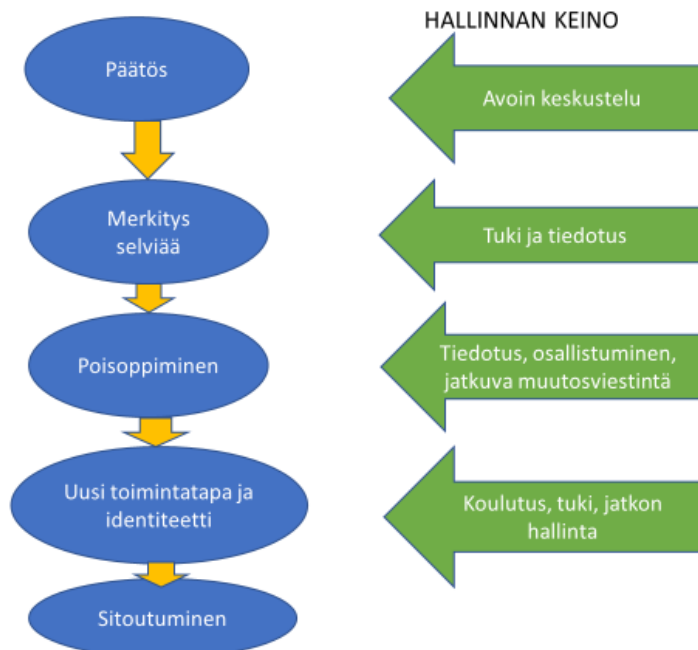 HALLINNAN KEINO
Päätös
Avoin keskustelu
Merkitys
selviää
Tuki ja tiedotus
Poisoppiminen
Tiedotus, osallistuminen,
jatkuva muutosviestintä
Uusi toimintatapa ja
identiteetti
Koulutus, tuki, jatkon
hallinta
Sitoutuminen